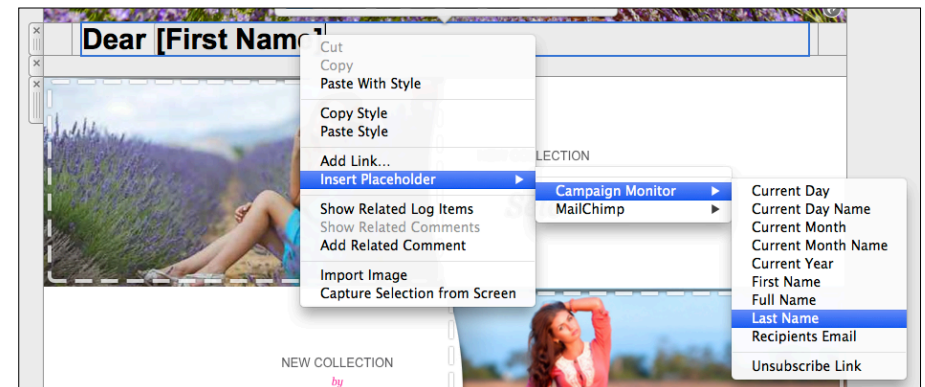 Dear [First Name]
Cut
Copy
Paste With Style
Copy Style
Paste Style
Add Link...
Insert Placeholder
Show Related Log Items
Show Related Comments
Add Related Comment
Import Image
Capture Selection from Screen
LECTION
Campaign Monitor
MailChimp
Current Day
Current Day Name
Current Month
Current Month Name
Current Year
First Name
Full Name
Last Name
Recipients Email
Unsubscribe Link
NEW COLLECTION
by